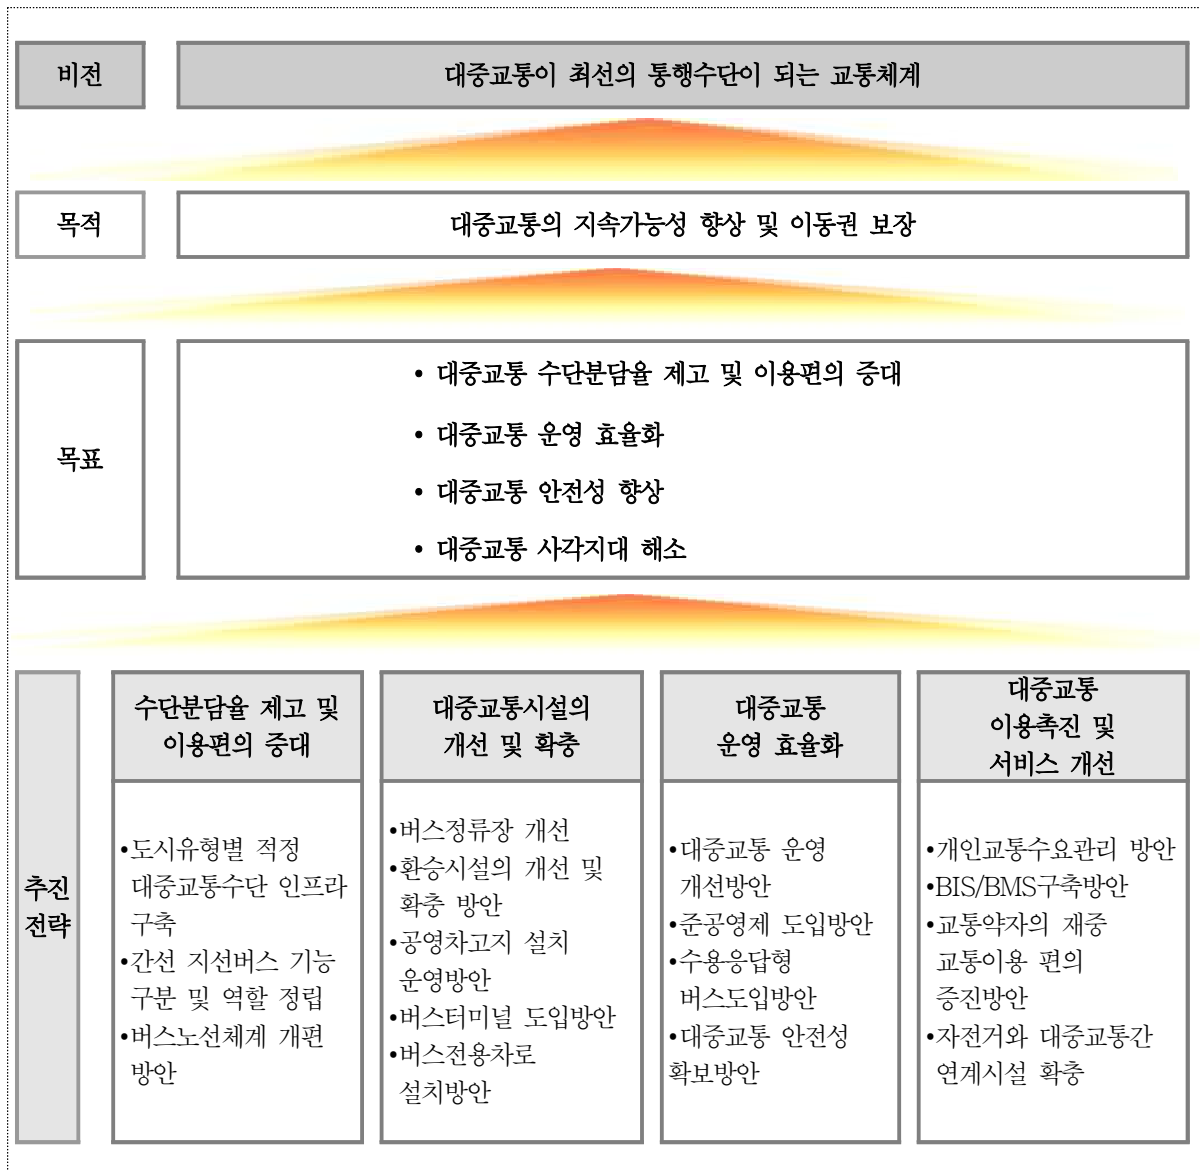 비전
대중교통이 최선의 통행수단이 되는 교통체계
목적
대중교통의 지속가능성 향상 및 이동권 보장
목표
• 대중교통 수단분담율 제고 및 이용편의 증대
• 대중교통 운영 효율화
• 대중교통 안전성 향상
• 대중교통 사각지대 해소
추진
전략
수단분담율 제고 및
이용편의 증대
•도시유형별 적정
대중교통수단 인프라
구축
•간선 지선버스 기능
구분 및 역할 정립
•버스노선체계 개편
방안
대중교통시설의
개선 및 확충
•버스정류장 개선
•환승시설의 개선 및
확충 방안
•공영차고지 설치
운영방안
•버스터미널 도입방안
•버스전용차로
설치방안
대중교통
운영 효율화
•대중교통 운영
개선방안
•준공영제 도입방안
•수용응답형
버스도입방안
•대중교통 안전성
확보방안
대중교통
이용촉진 및
서비스 개선
•개인교통수요관리 방안
•BIS/BMS구축방안
•교통약자의 재중
교통이용 편의
증진방안
•자전거와 대중교통간
연계시설 확충